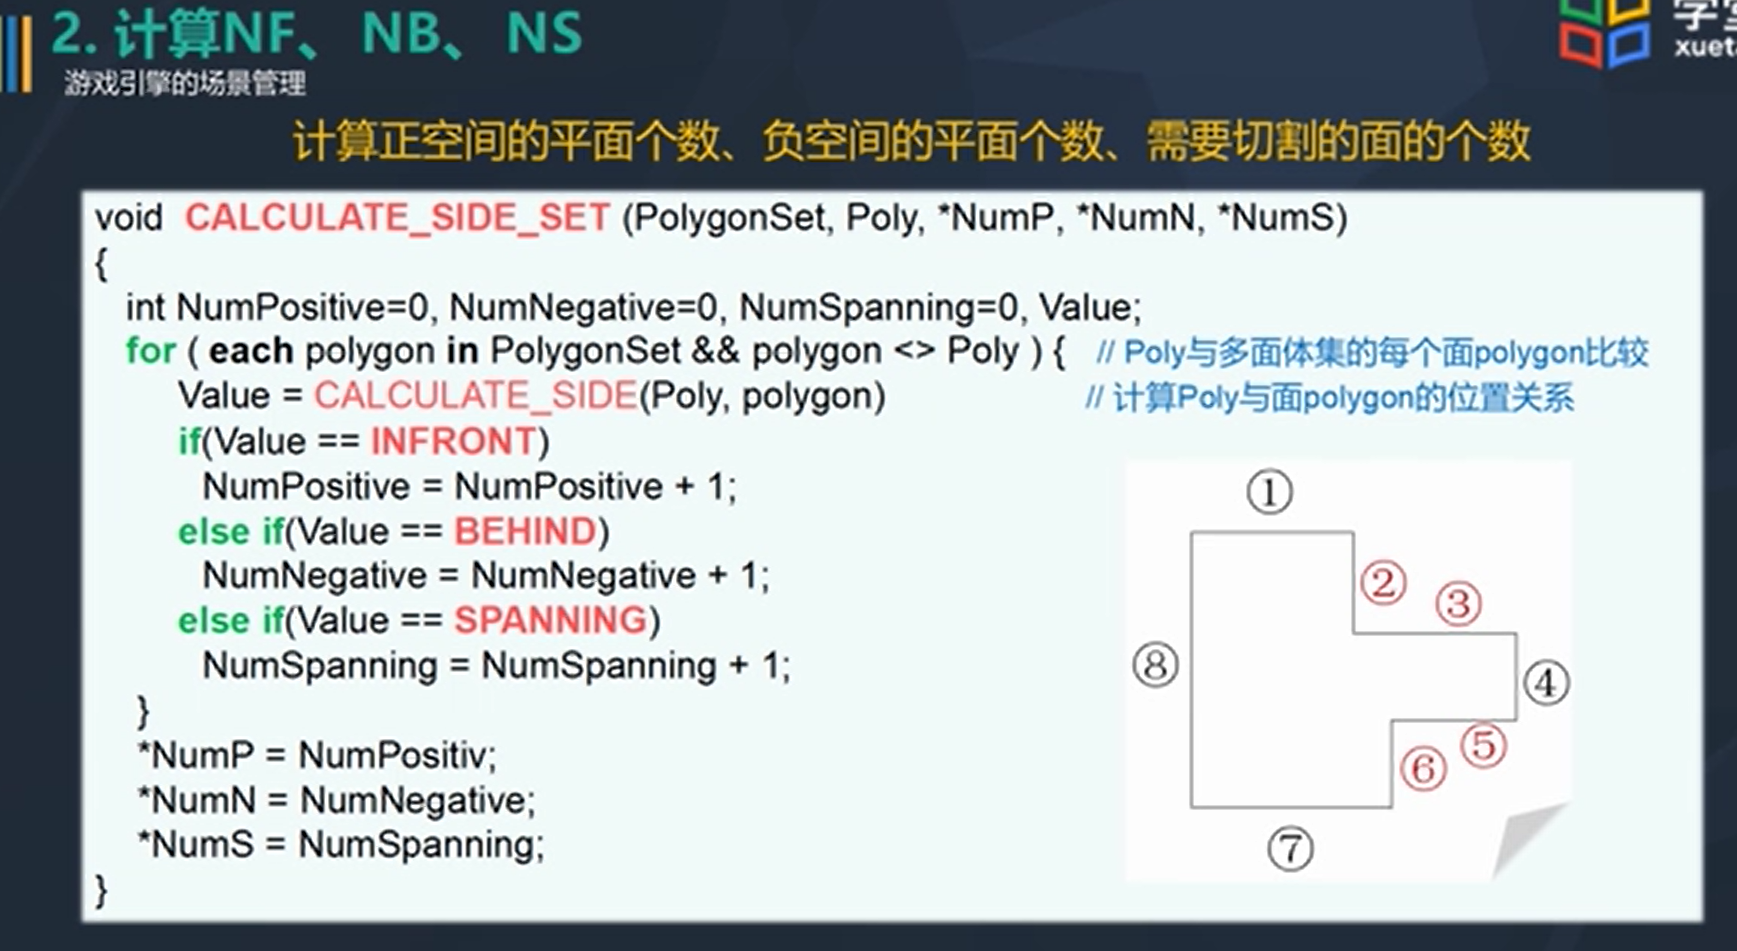 2. 计算NF、 NB、 NS
游戏引擎的场景管理
学堂
xuet
计算正空间的平面个数、负空间的平面个数、需要切割的面的个数
void CALCULATE_SIDE_SET (PolygonSet, Poly, *NumP, *NumN, *NumS)
{
int NumPositive=0, NumNegative=0, NumSpanning=0, Value;
for ( each polygon in PolygonSet && polygon <> Poly ) { // Poly与多面体集的每个面polygon比较
Value = CALCULATE_SIDE(Poly, polygon) // 计算Poly与面polygon的位置关系
if(Value == INFRONT)
NumPositive = NumPositive + 1;
else if(Value == BEHIND)
NumNegative = NumNegative + 1;
else if(Value == SPANNING)
NumSpanning = NumSpanning + 1;
}
*NumP = NumPositiv;
*NumN = NumNegative;
*NumS = NumSpanning;
}
①
②
③
⑧
④
⑤
⑥
⑦